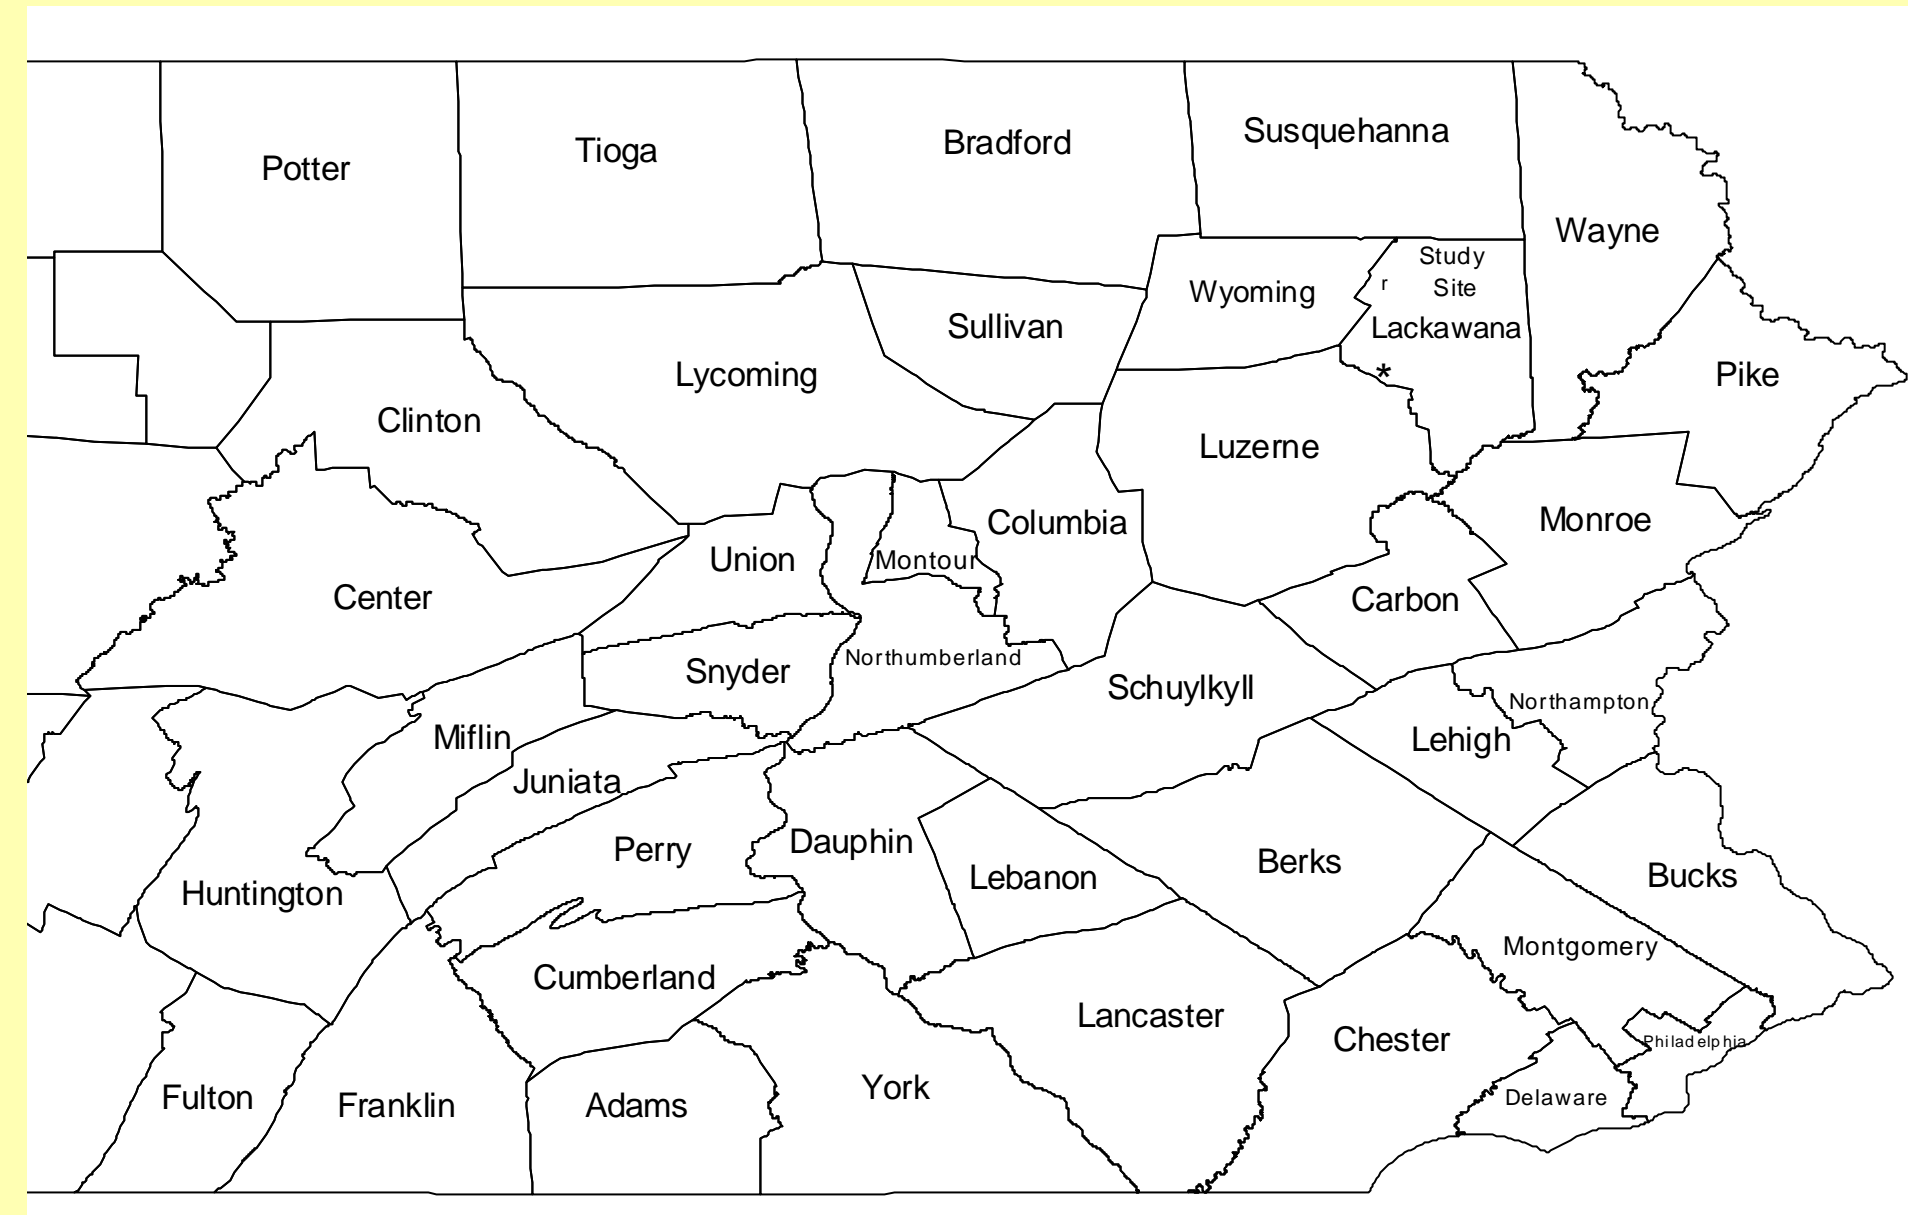 Susquehanna
Bradford
Tioga
Potter
Wayne
Study
Site
r
Wyoming
Lackawana
Sullivan
*
Pike
Lycoming
Clinton
Luzerne
Monroe
Columbia
Union
Montour
Center
Carbon
Northumberland
Snyder
Schuylkyll
Northampton
Miflin
Lehigh
Juniata
Dauphin
Perry
Berks
Lebanon
Bucks
Huntington
Montgomery
Cumberland
Lancaster
Chester
Philadelphia
York
Delaware
Fulton
Franklin
Adams